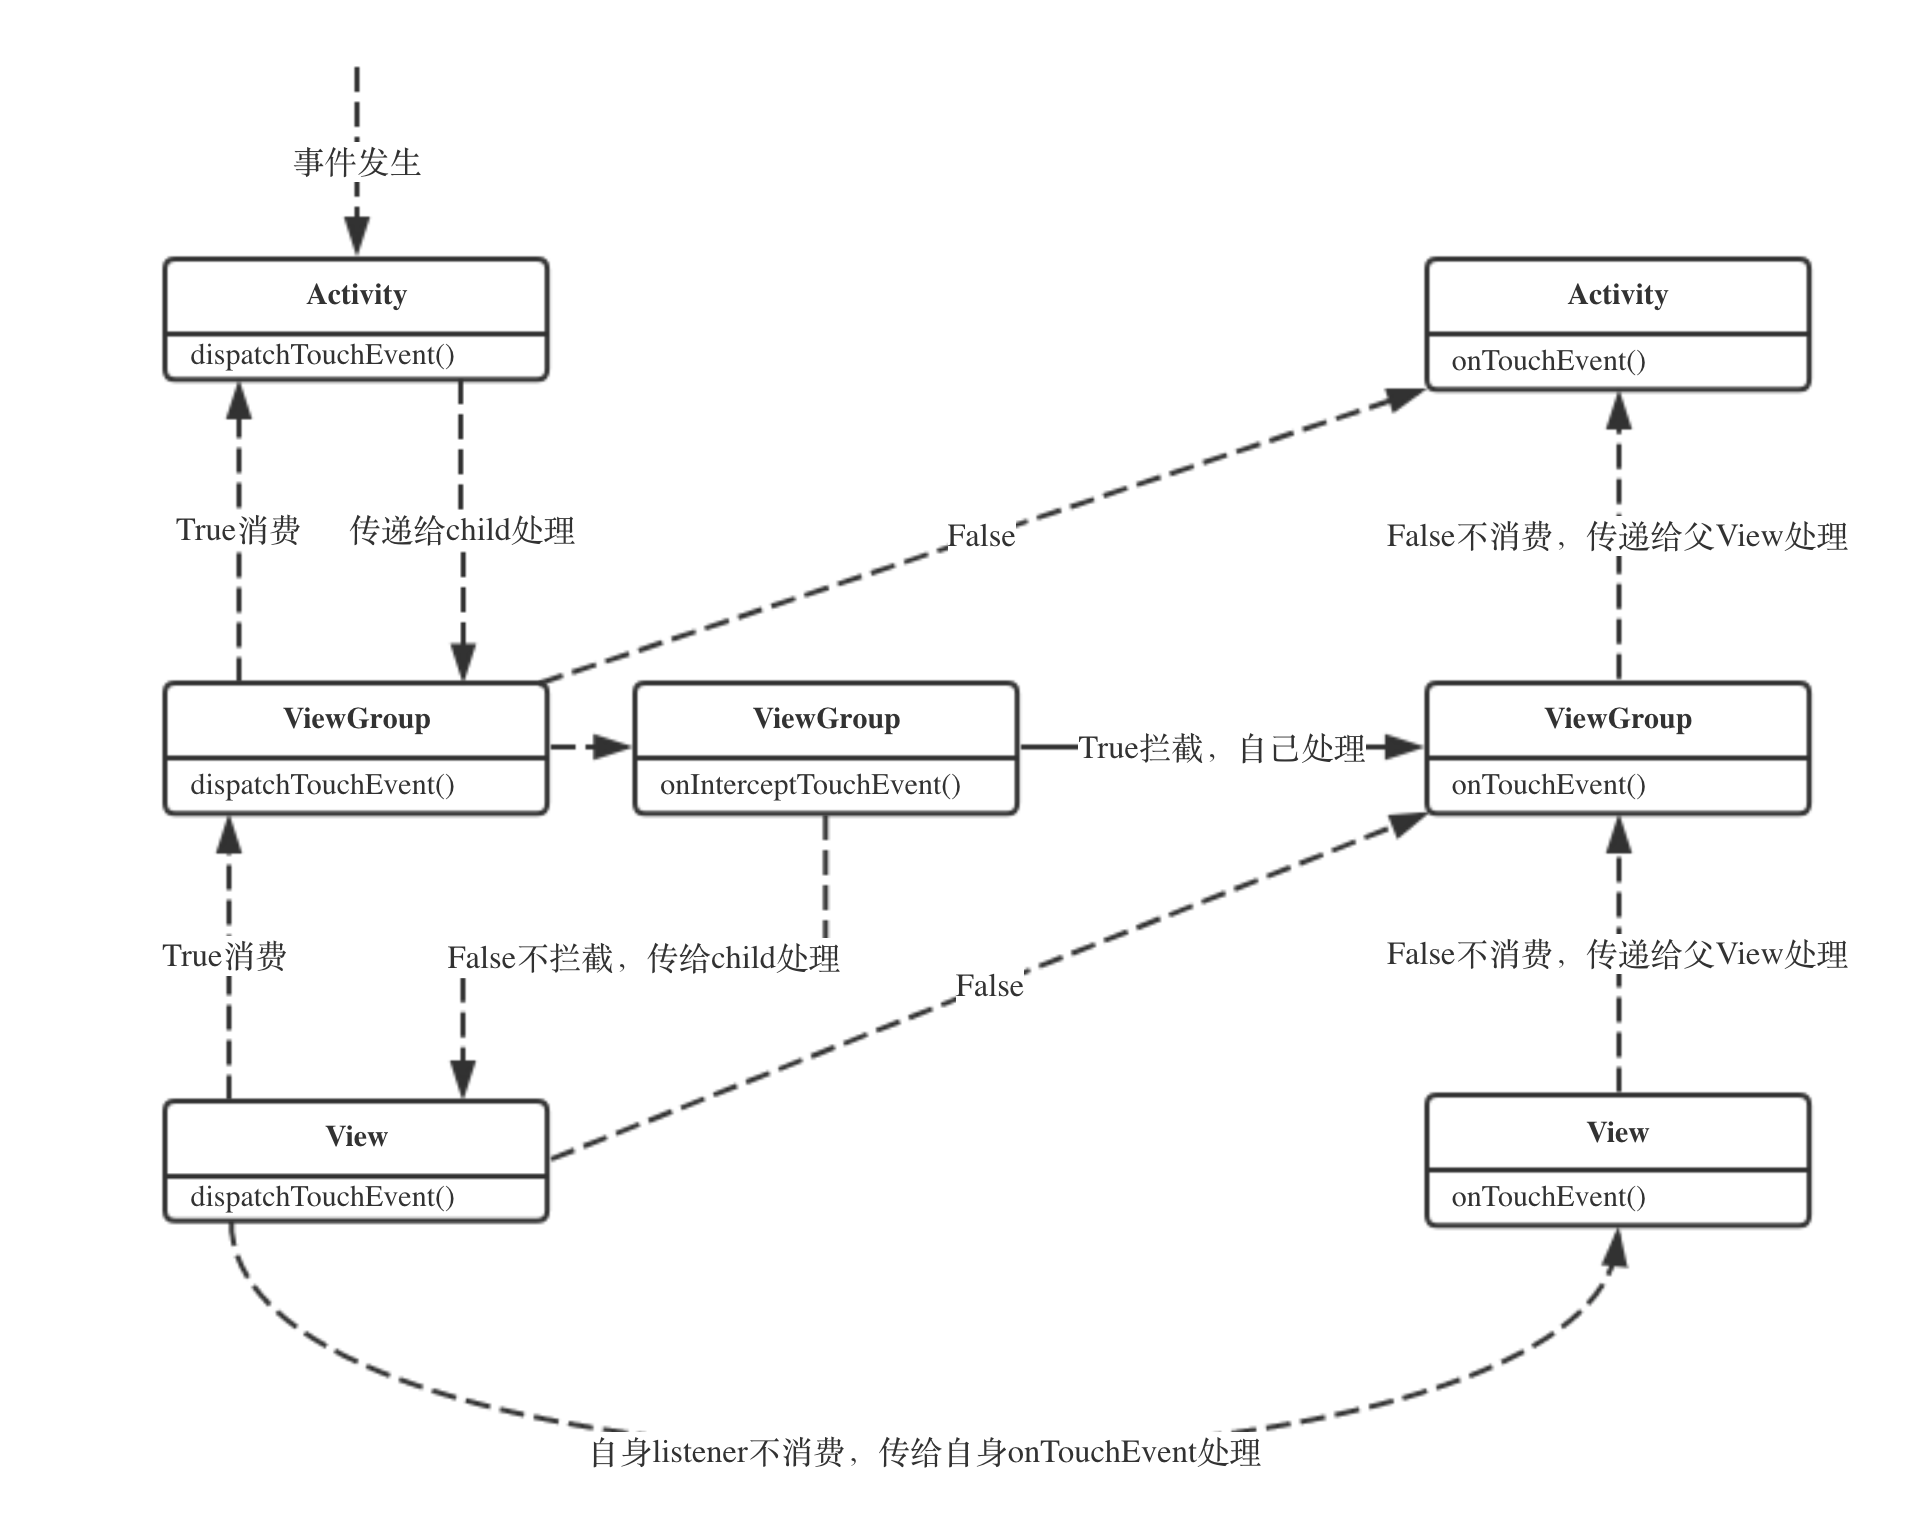 事件发生
Activity
dispatchTouchEvent()
Activity
onTouchEvent()
True消费
传递给child处理
False
False不消费，传递给父View处理
ViewGroup
dispatchTouchEvent()
ViewGroup
onInterceptTouchEvent()
True拦截，自己处理
ViewGroup
onTouchEvent()
True消费
False不拦截，传给child处理
False
False不消费，传递给父View处理
View
dispatchTouchEvent()
View
onTouchEvent()
自身listener不消费，传给自身onTouchEvent处理